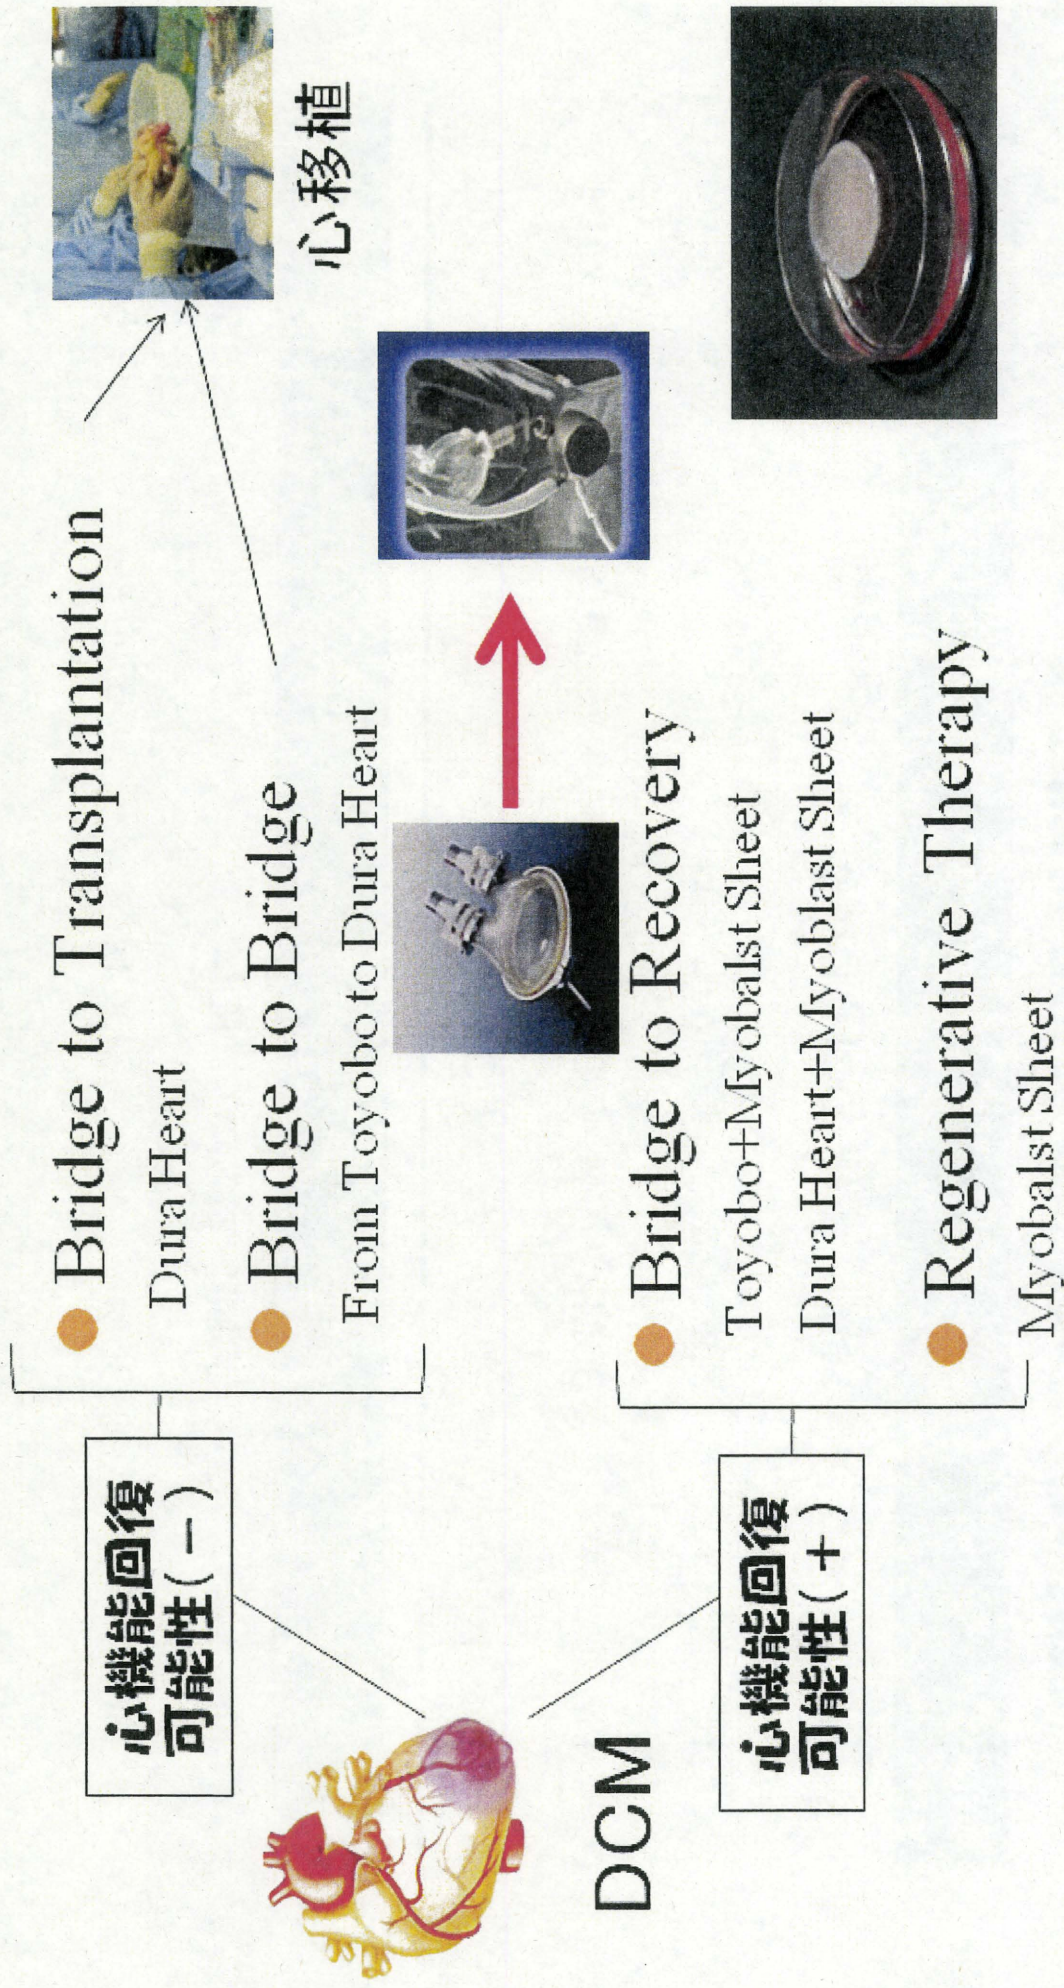 DCM
心機能回復
可能性(－)
Bridge to Transplantation
Dura Heart
Bridge to Bridge
From Toyobo to Dura Heart
心移植
心機能回復
可能性(＋)
Bridge to Recovery
Toyobo+Myobalst Sheet
Dura Heart+Myoblast Sheet
Regenerative Therapy
Myobalst Sheet